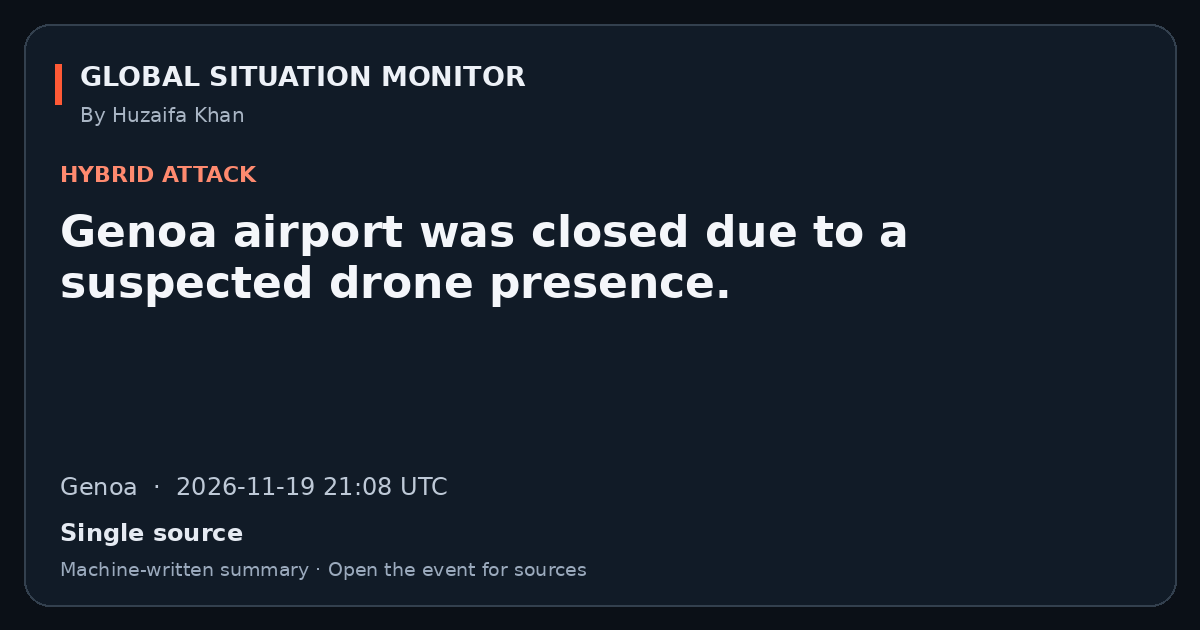 GLOBAL SITUATION MONITOR
By Huzaifa Khan
HYBRID ATTACK
Genoa airport was closed due to a
suspected drone presence.
Genoa · 2026-11-19 21:08 UTC
Single source
Machine-written summary · Open the event for sources